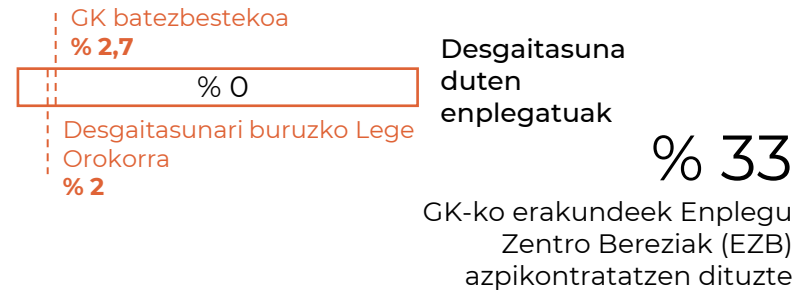 GK batezbestekoa
% 2,7
% 0
Desgaitasunari buruzko Lege
Orokorra
% 2
Desgaitasuna
duten
enplegatuak
% 33
GK-ko erakundeek Enplegu
Zentro Bereziak (EZB)
azpikontratatzen dituzte